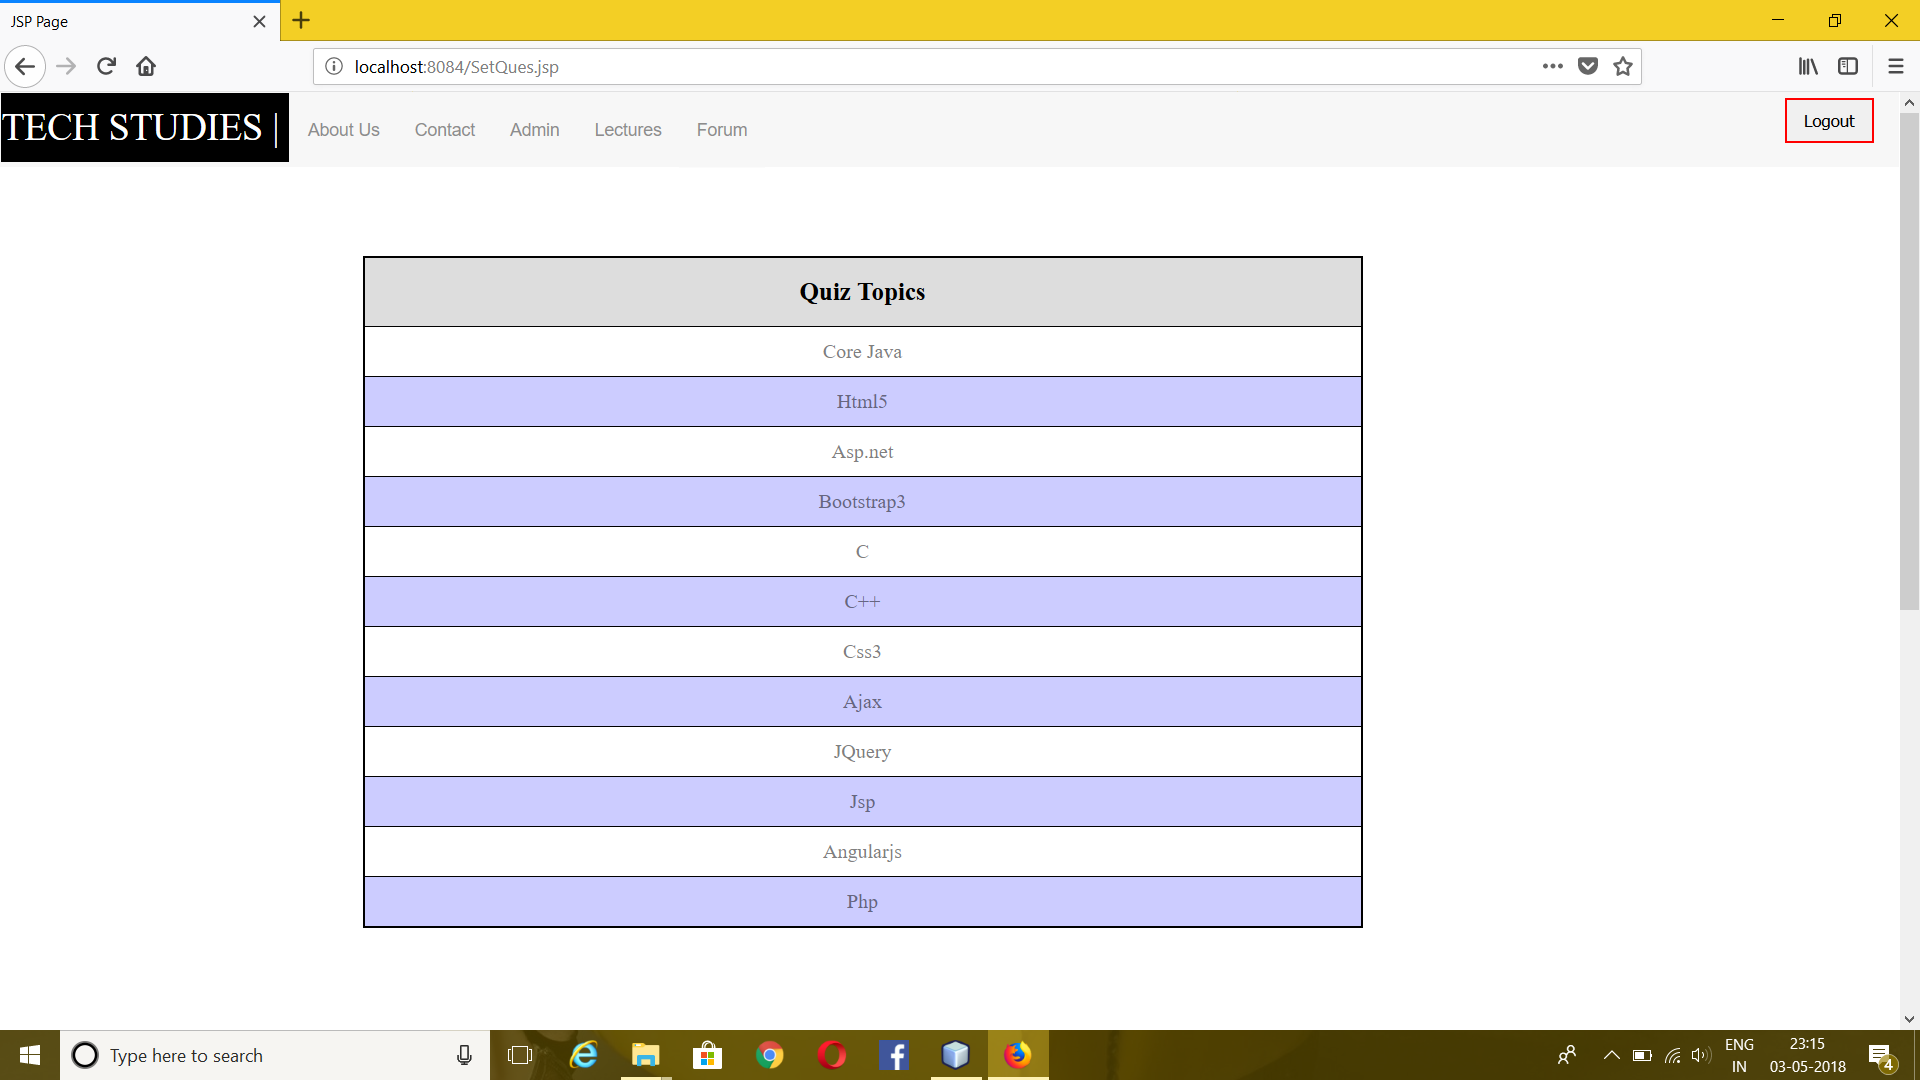 JSP Page
localhost:8084/SetQues.jsp
TECH STUDIES |
About Us
Contact
Admin
Lectures
Forum
Logout
Quiz Topics
Core Java
Html5
Asp.net
Bootstrap3
C
C++
Css3
Ajax
JQuery
Jsp
Angularjs
Php
Type here to search
ENG
IN
23:15
03-05-2018
4